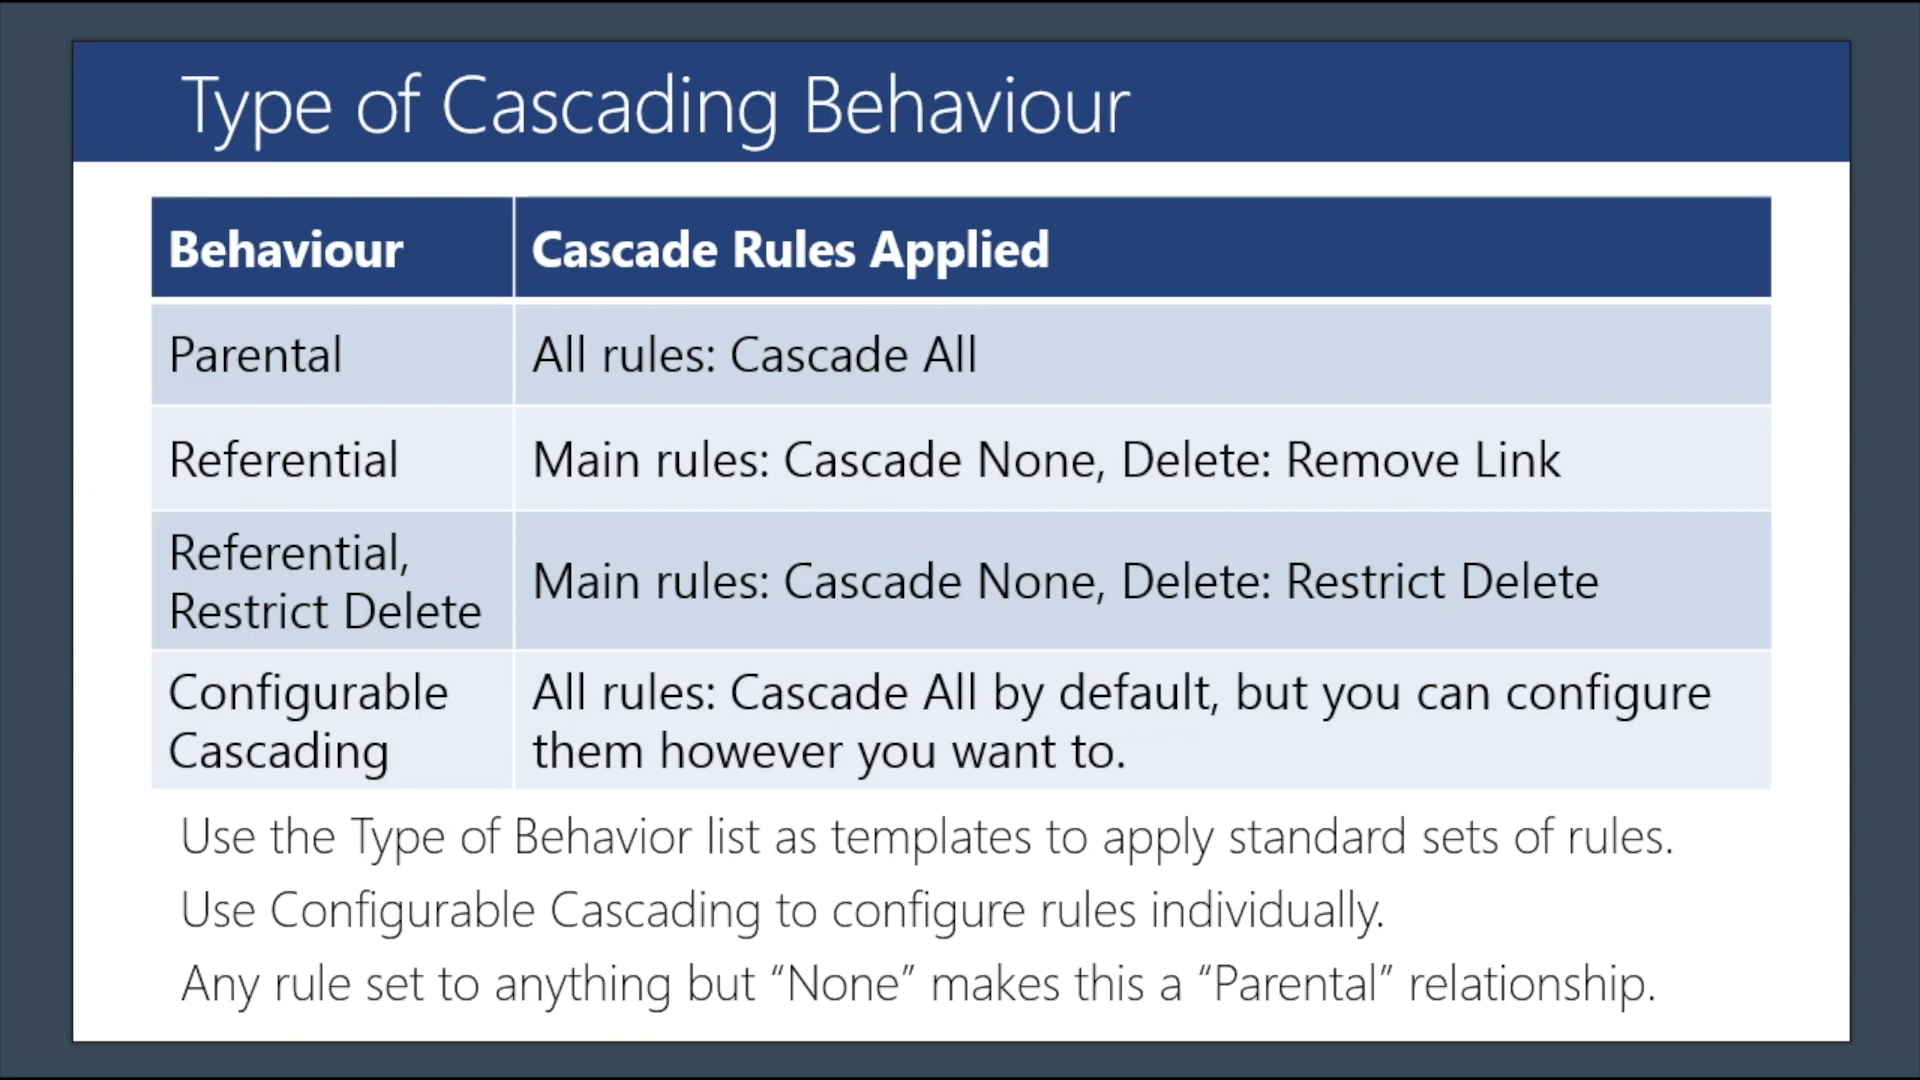 Type of Cascading Behaviour
Behaviour
Cascade Rules Applied
Parental
All rules: Cascade All
Referential
Main rules: Cascade None, Delete: Remove Link
Referential,
Restrict Delete
Main rules: Cascade None, Delete: Restrict Delete
Configurable
Cascading
All rules: Cascade All by default, but you can configure
them however you want to.
Use the Type of Behavior list as templates to apply standard sets of rules.
Use Configurable Cascading to configure rules individually.
Any rule set to anything but “None” makes this a “Parental” relationship.